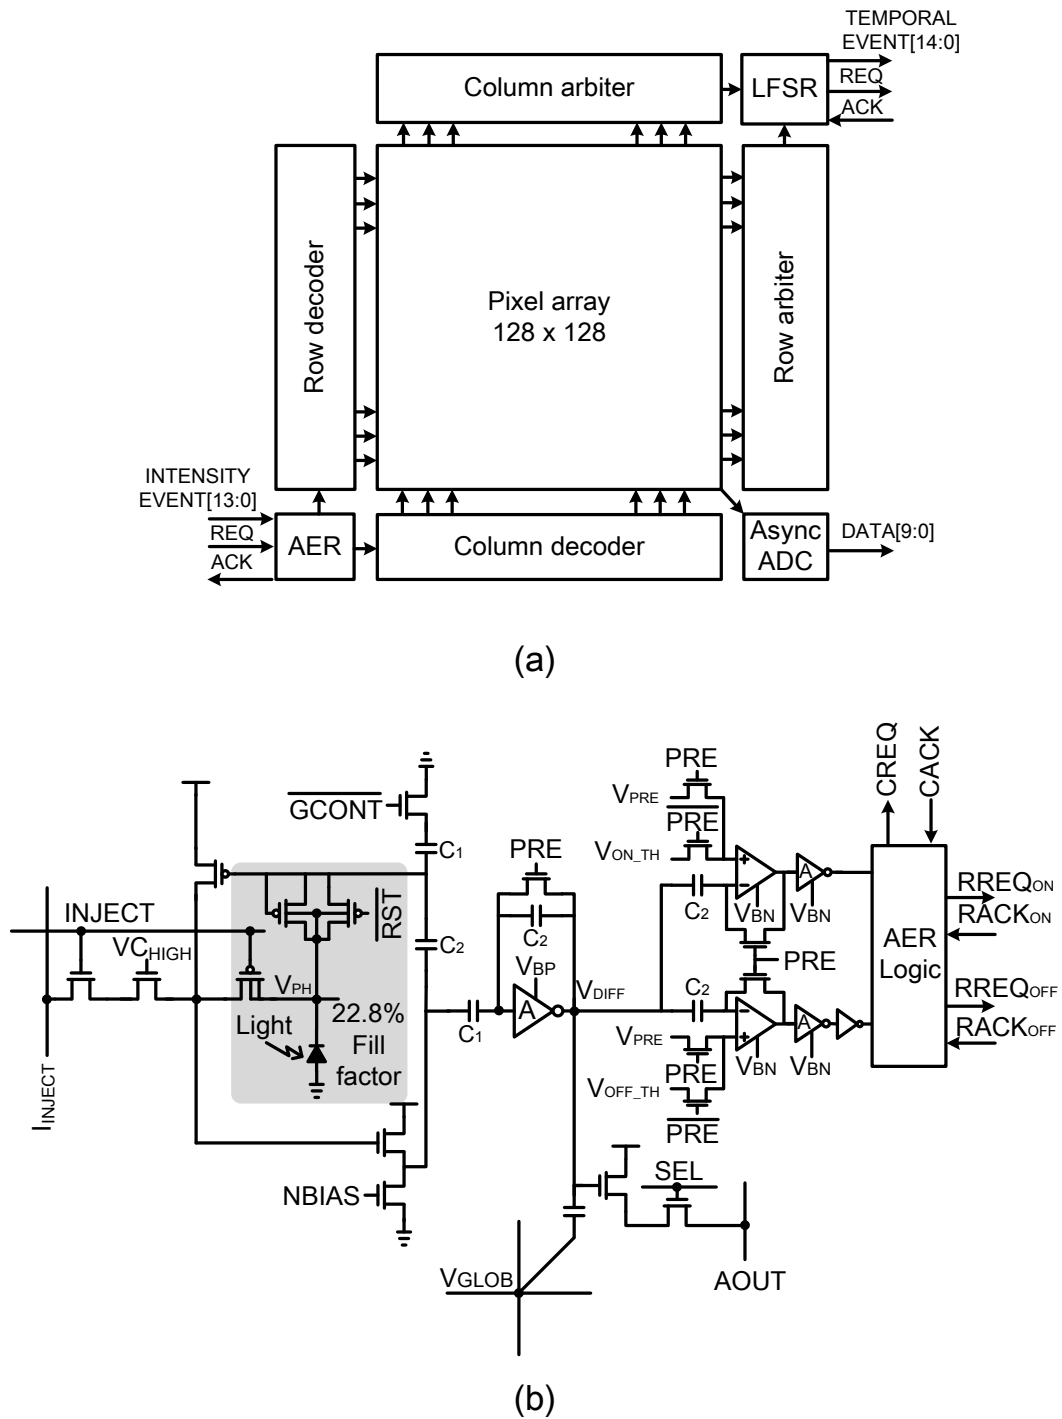 TEMPORAL
EVENT[14:0]
Column arbiter
LFSR
REQ
ACK
Row decoder
Pixel array
128 x 128
Row arbiter
INTENSITY
EVENT[13:0]
REQ
ACK
AER
Column decoder
Async
ADC
DATA[9:0]
(a)
CREQ
CACK
PRE
VPRE
GCONT
PRE
C1
PRE
VON_TH
A
INJECT
RST
C2
C2
C2
VBN
VBN
RREQON
RACKON
AER
Logic
VCHIGH
VBP
PRE
VPH
A
VDIFF
C2
RREQOFF
RACKOFF
Light
22.8%
Fill
factor
C1
A
VPRE
PRE
VBN
VBN
VOFF_TH
PRE
IINJECT
NBIAS
SEL
VGLOB
AOUT
(b)